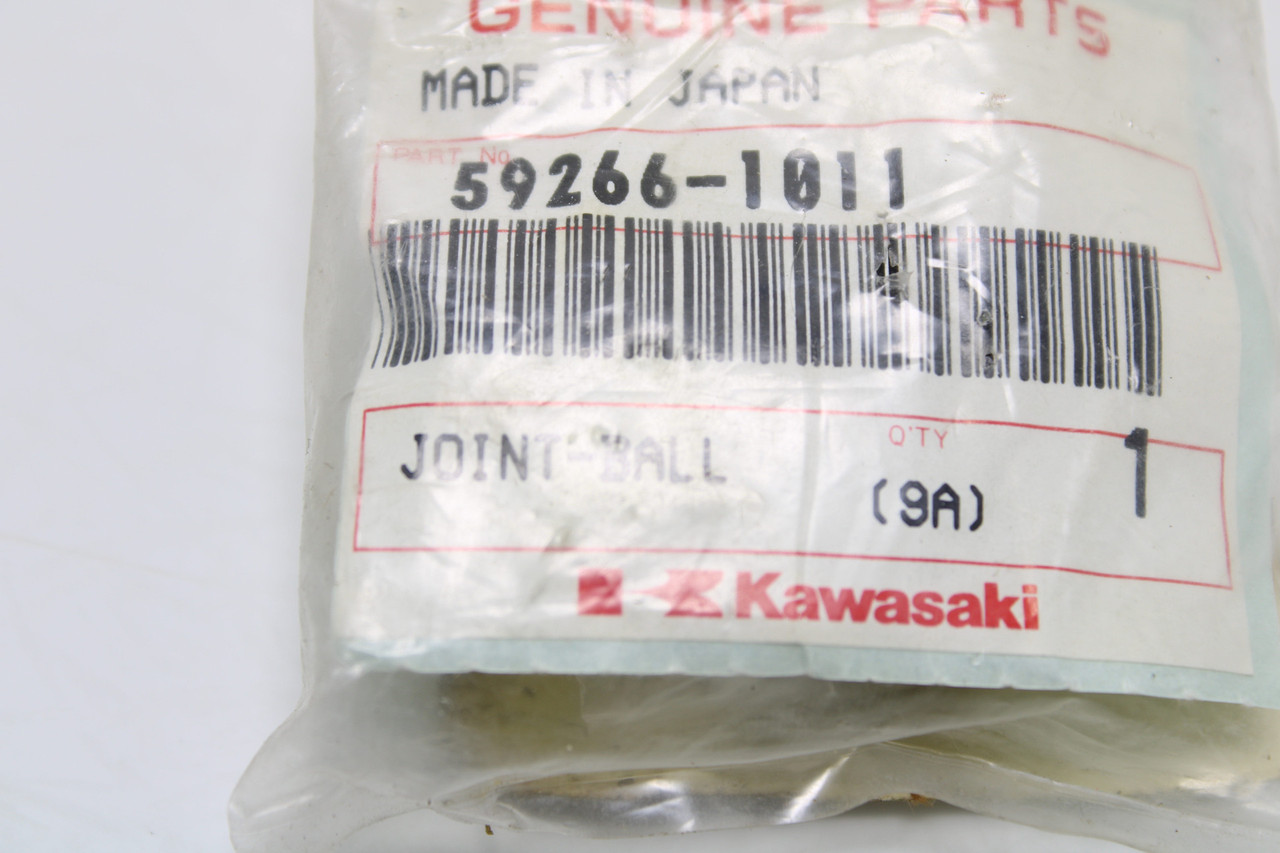 GENUINE PARTS
MADE IN JAPAN
PART No.
59266-1011
JOINT-BALL
Q'TY
1
(9A)
Kawasaki